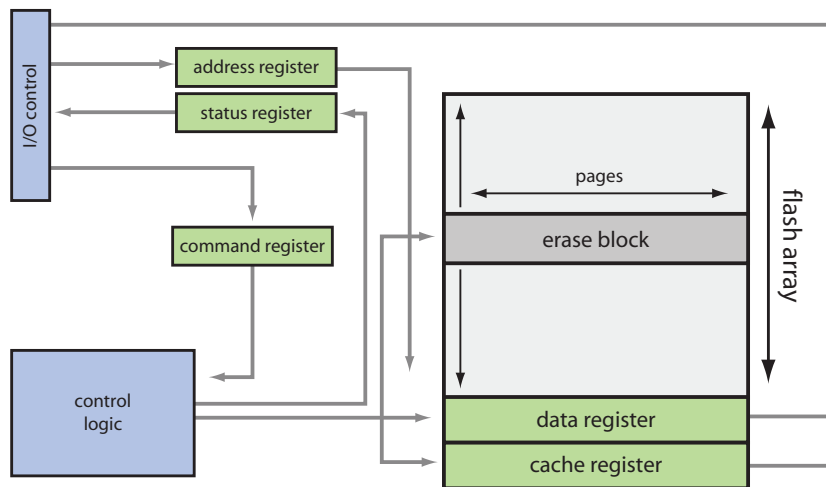 I/O control
address register
status register
command register
control
logic
pages
erase block
flash array
data register
cache register